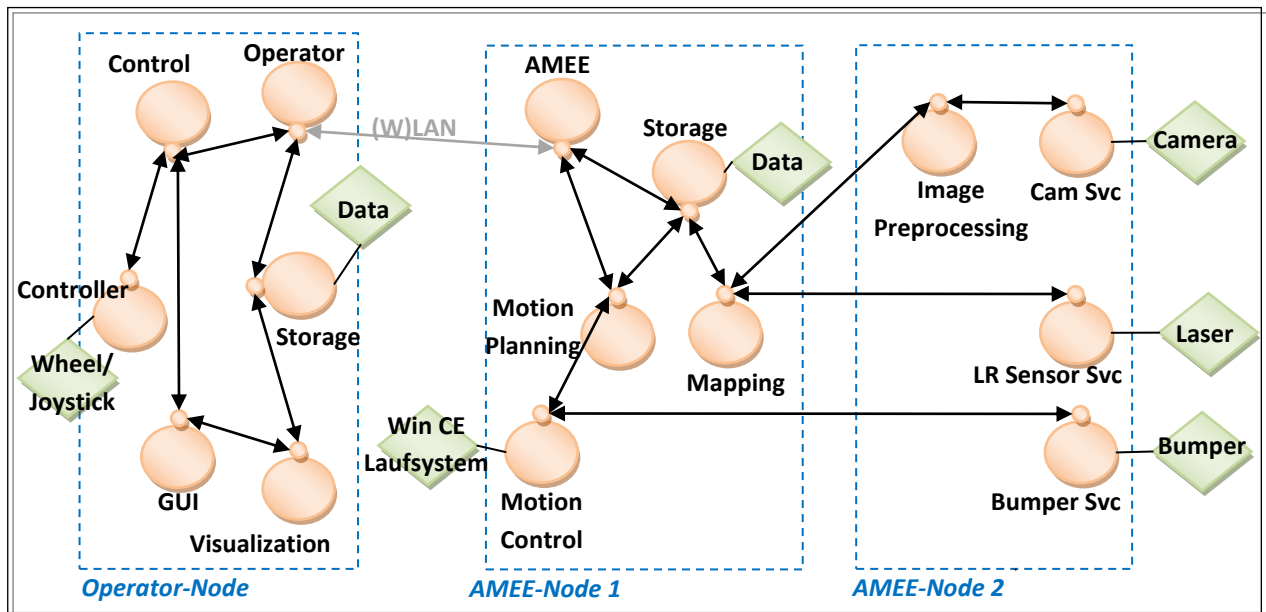 Control
Operator
(W)LAN
Data
Controller
Wheel/
Joystick
Storage
GUI
Visualization
Operator-Node
AMEE
Storage
Data
Motion
Planning
Mapping
Win CE
Laufsystem
Motion
Control
AMEE-Node 1
Image
Preprocessing
Cam Svc
Camera
LR Sensor Svc
Laser
Bumper Svc
Bumper
AMEE-Node 2